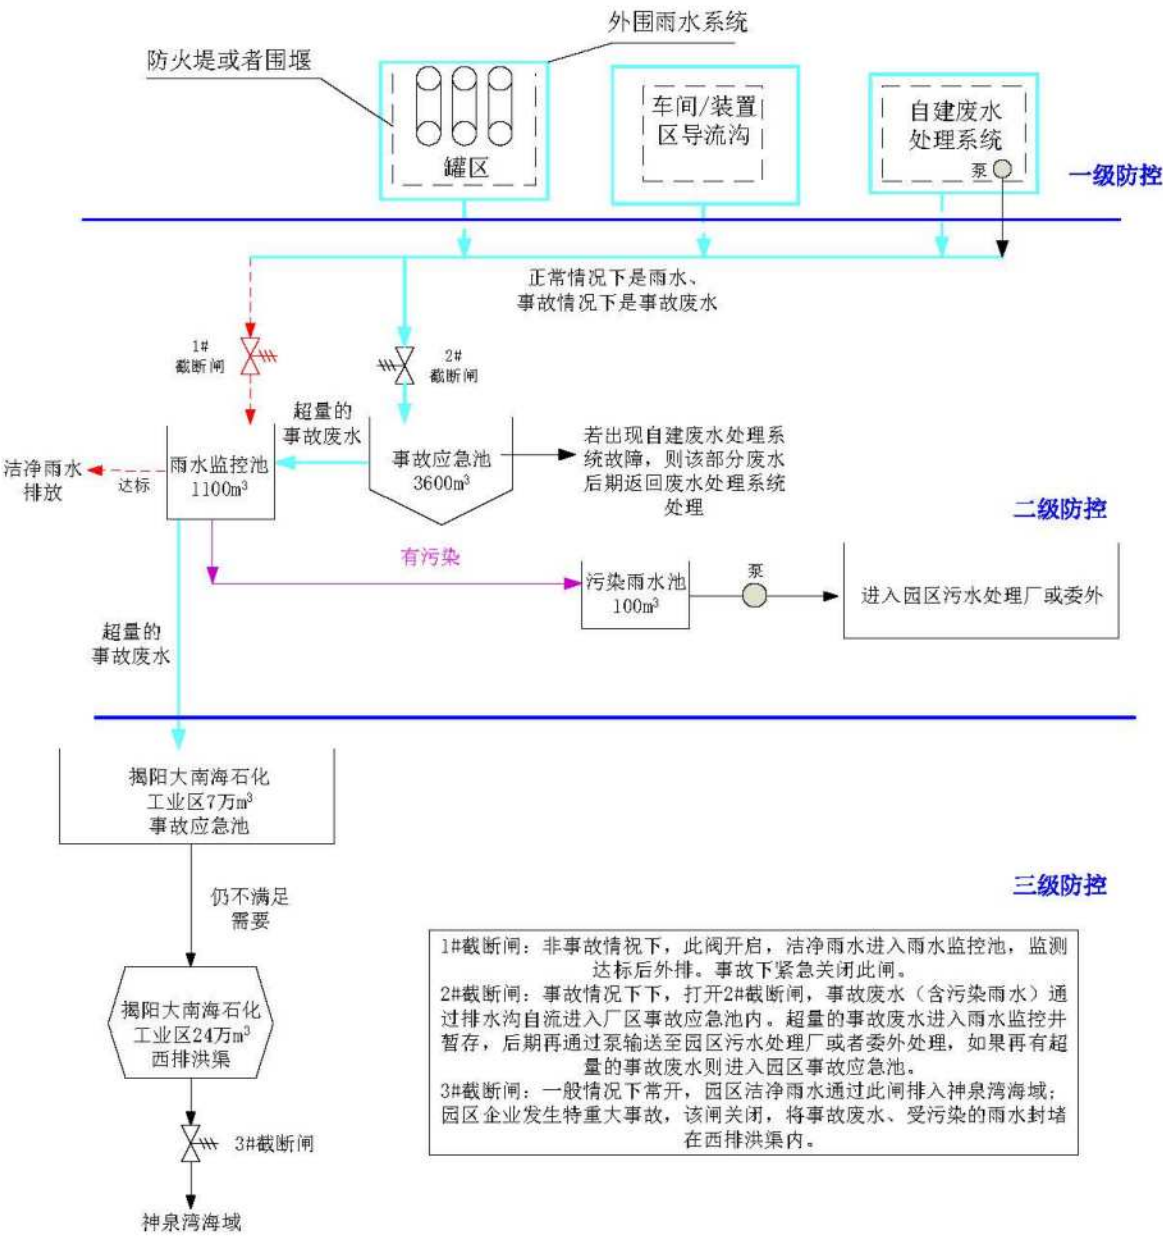 外围雨水系统
防火堤或者围堰
罐区
车间/装置
区导流沟
自建废水
处理系统
泵
一级防控
正常情况下是雨水、
事故情况下是事故废水
1#
截断闸
2#
截断闸
超量的
事故废水
雨水监控池
1100m³
洁净雨水
排放
达标
事故应急池
3600m³
若出现自建废水处理系
统故障，则该部分废水
后期返回废水处理系统
处理
二级防控
有污染
污染雨水池
100m³
泵
进入园区污水处理厂或委外
超量的
事故废水
揭阳大南海石化
工业区7万m³
事故应急池
仍不满足
需要
三级防控
揭阳大南海石化
工业区24万m³
西排洪渠
3#截断闸
神泉湾海域
1#截断闸：非事故情祝下，此阀开启，洁净雨水进入雨水监控池，监测
达标后外排。事故下紧急关闭此闸。
2#截断闸：事故情况下下，打开2#截断闸，事故废水（含污染雨水）通
过排水沟自流进入厂区事故应急池内。超量的事故废水进入雨水监控井
暂存，后期再通过泵输送至园区污水处理厂或者委外处理，如果再有超
量的事故废水则进入园区事故应急池。
3#截断闸：一般情况下常开，园区洁净雨水通过此闸排入神泉湾海域；
园区企业发生特重大事故，该闸关闭，将事故废水、受污染的雨水封堵
在西排洪渠内。